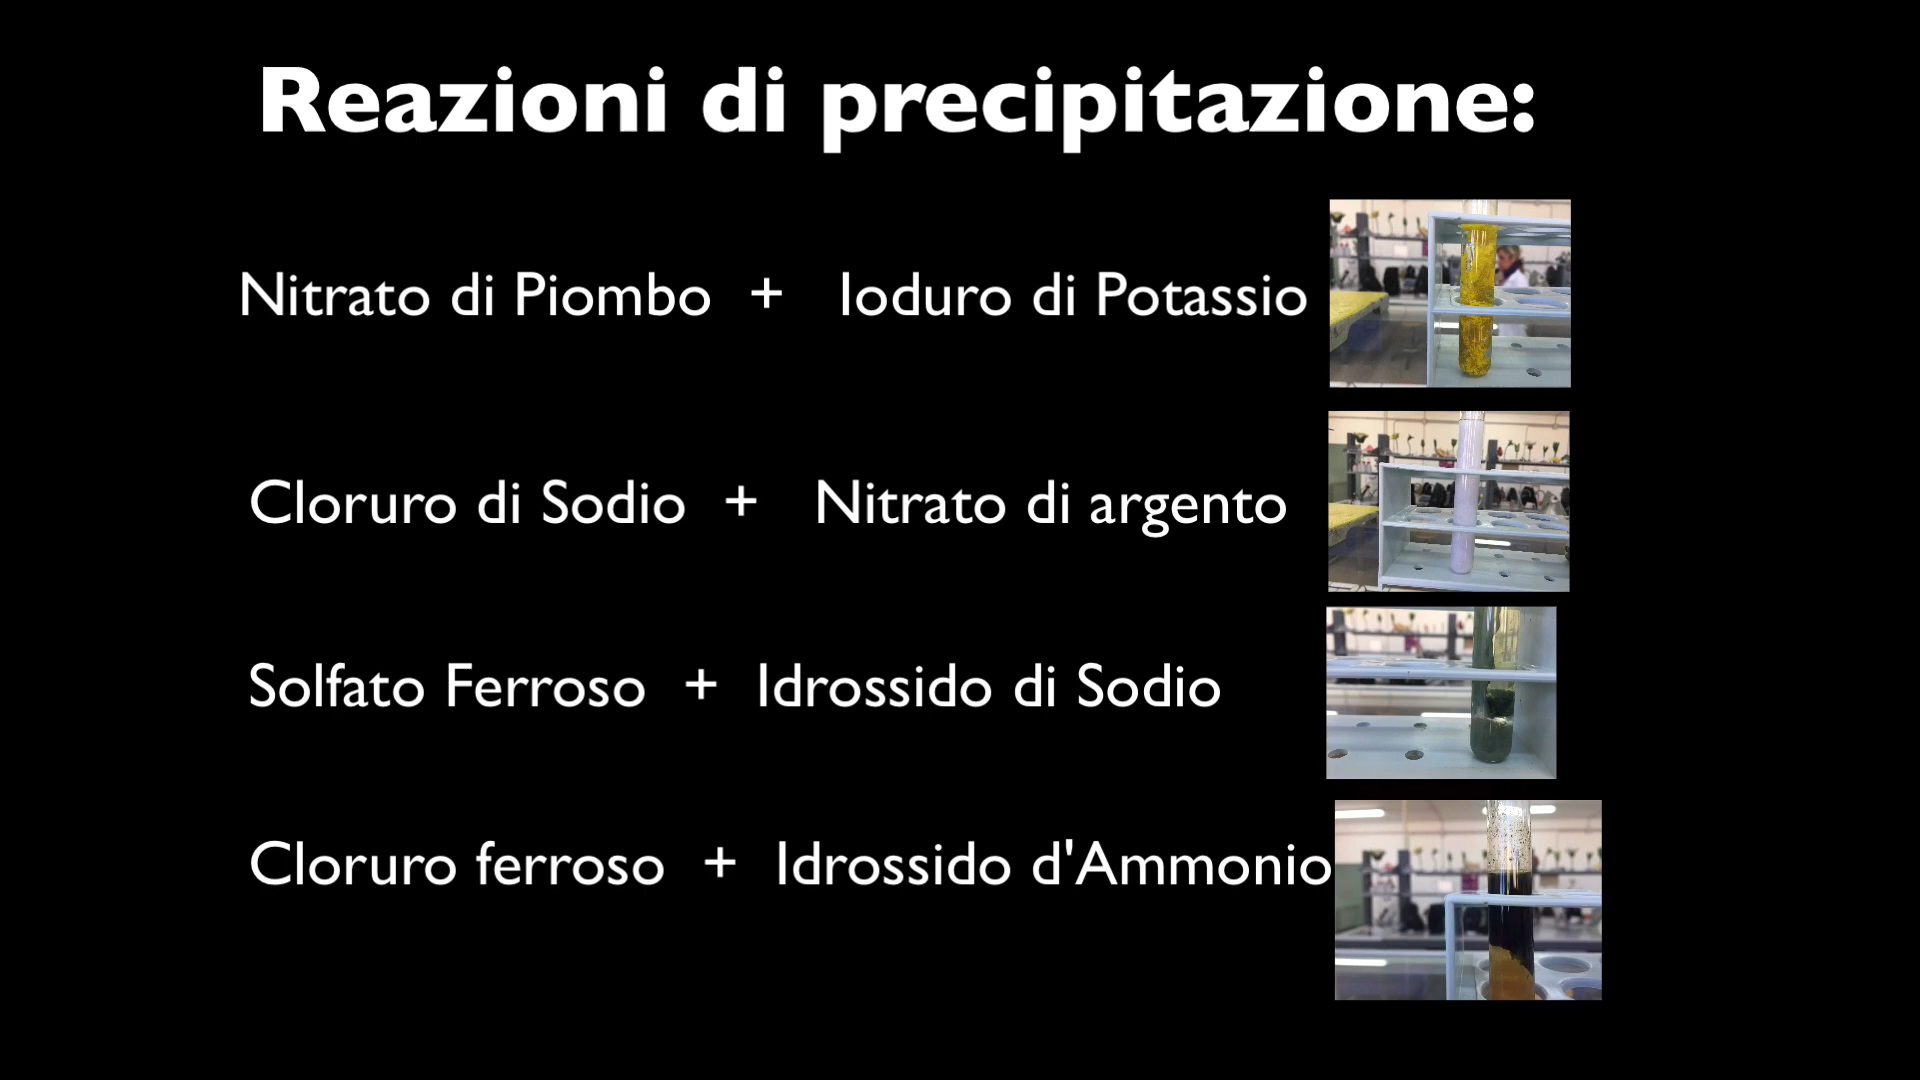 Reazioni di precipitazione:
Nitrato di Piombo + Ioduro di Potassio
Cloruro di Sodio + Nitrato di argento
Solfato Ferroso + Idrossido di Sodio
Cloruro ferroso + Idrossido d'Ammonio